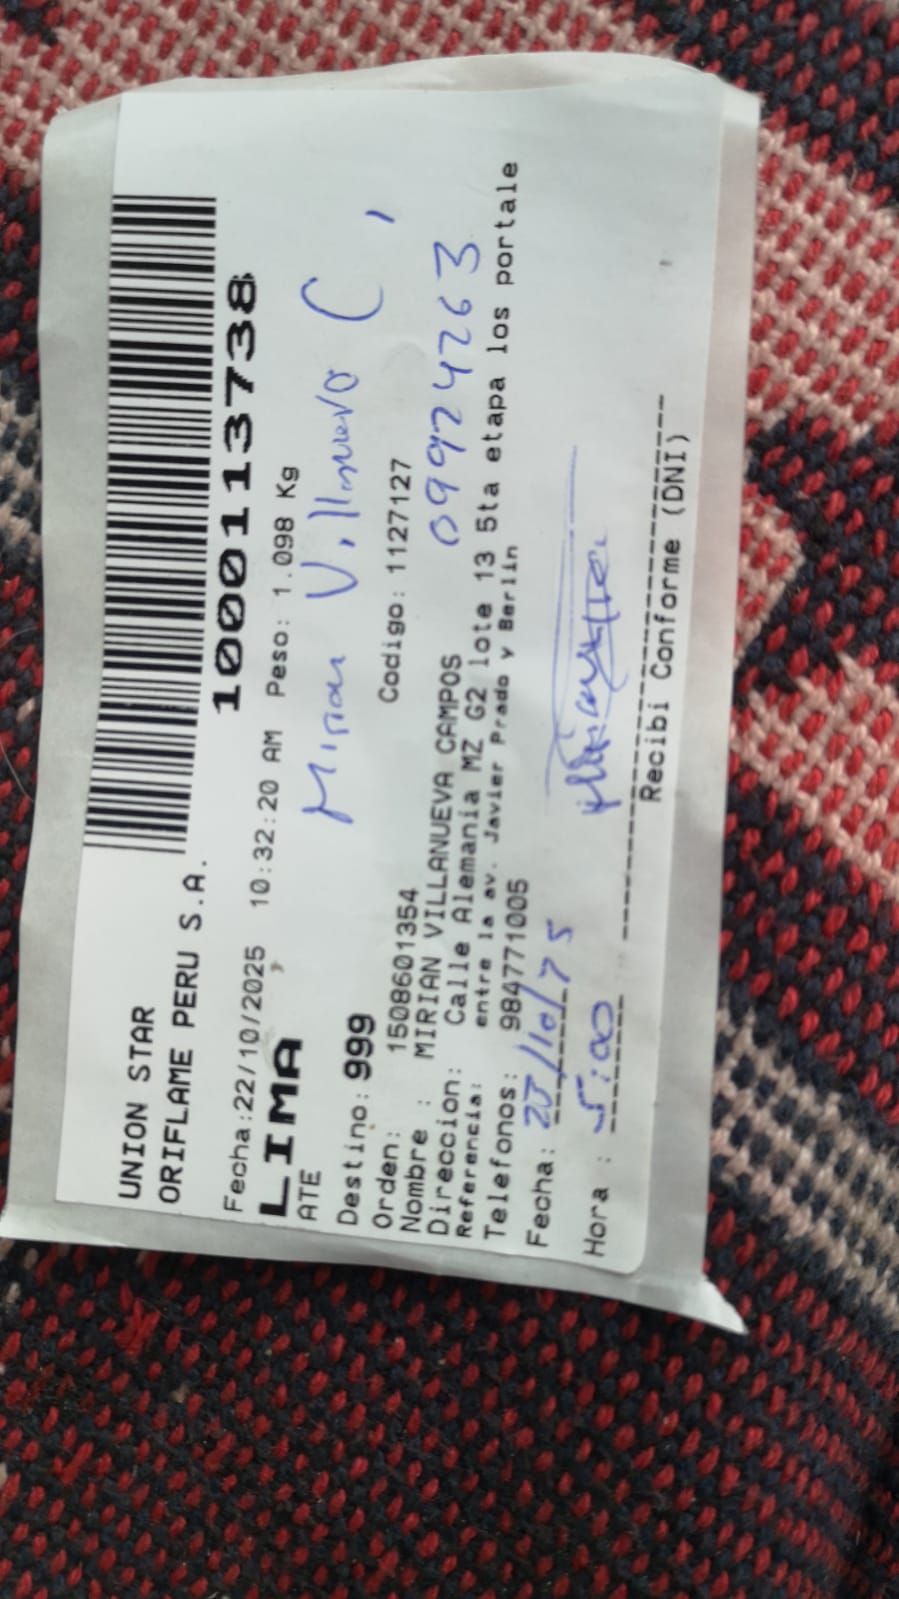 UNION STAR
ORIFLAME PERU S.A.
1000113738
Fecha:22/10/2025 10:32:20 AM Peso: 1.098 Kg
LIMA
ATE
Mirian Villanueva C,
Destino: 999
Orden: 1508601354 Codigo: 1127127
Nombre : MIRIAN VILLANUEVA CAMPOS
09924263
Direccion: Calle Alemania MZ G2 lote 13 5ta etapa los portale
Referencia: entre la av. Javier Prado y Berlin
Telefonos: 984771005
Fecha: /10/25
Hora : 5:00
Recibi Conforme (DNI)